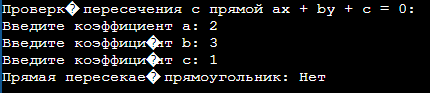 Проверк� пересечения с прямой ax + by + c = 0:
Введите коэффициент a: 2
Введите коэффици�нт b: 3
Введите коэффици�нт c: 1
Прямая пересекае� прямоугольник: Нет